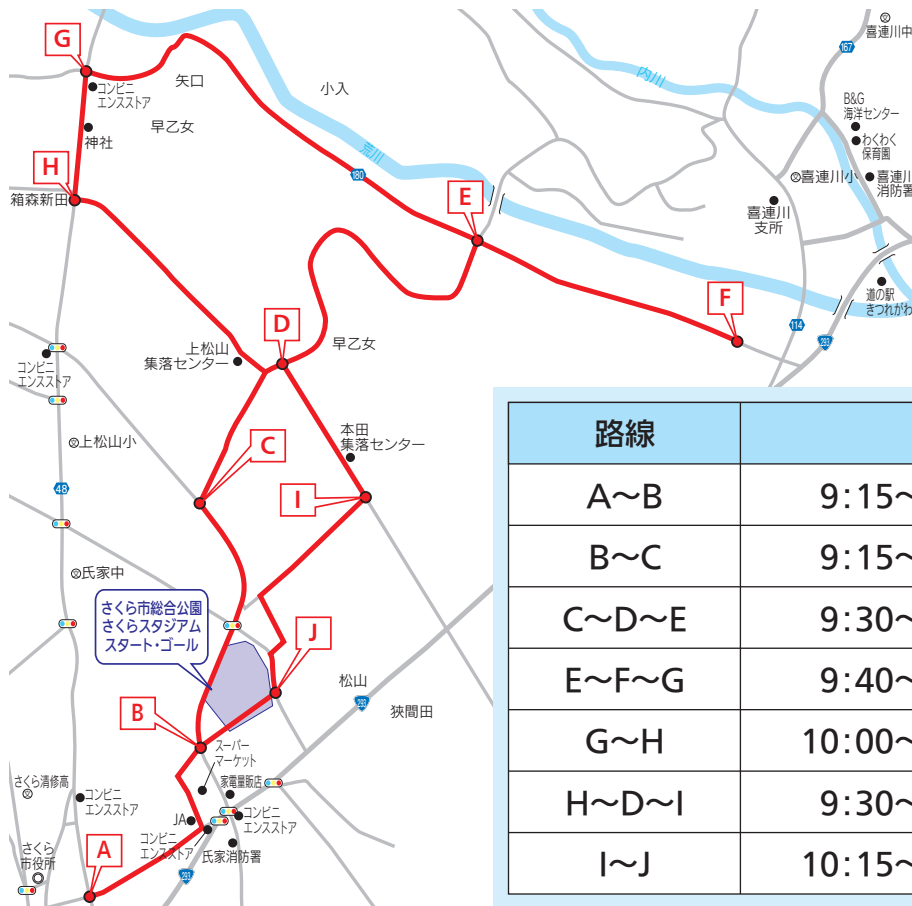 G
コンビニ
エンスストア
矢口
小入
内川
167
喜連川中
早乙女
神社
B&G
海洋センター
わくわく
保育園
H
箱森新田
荒川
180
E
喜連川小
喜連川
消防署
喜連川
支所
F
道の駅
きつれがわ
114
293
D
早乙女
上松山
集落センター
コンビニ
エンスストア
上松山小
C
本田
集落センター
I
48
氏家中
さくら市総合公園
さくらスタジアム
スタート・ゴール
J
松山
293
狹間田
B
スーパー
マーケット
家電量販店
さくら清修高
コンビニ
エンスストア
JA
コンビニ
エンスストア
コンビニ
エンスストア
氏家消防署
さくら
市役所
A
293
路線
A〜B 9:15〜
B〜C 9:15〜
C〜D〜E 9:30〜
E〜F〜G 9:40〜
G〜H 10:00〜
H〜D〜I 9:30〜
I〜J 10:15〜